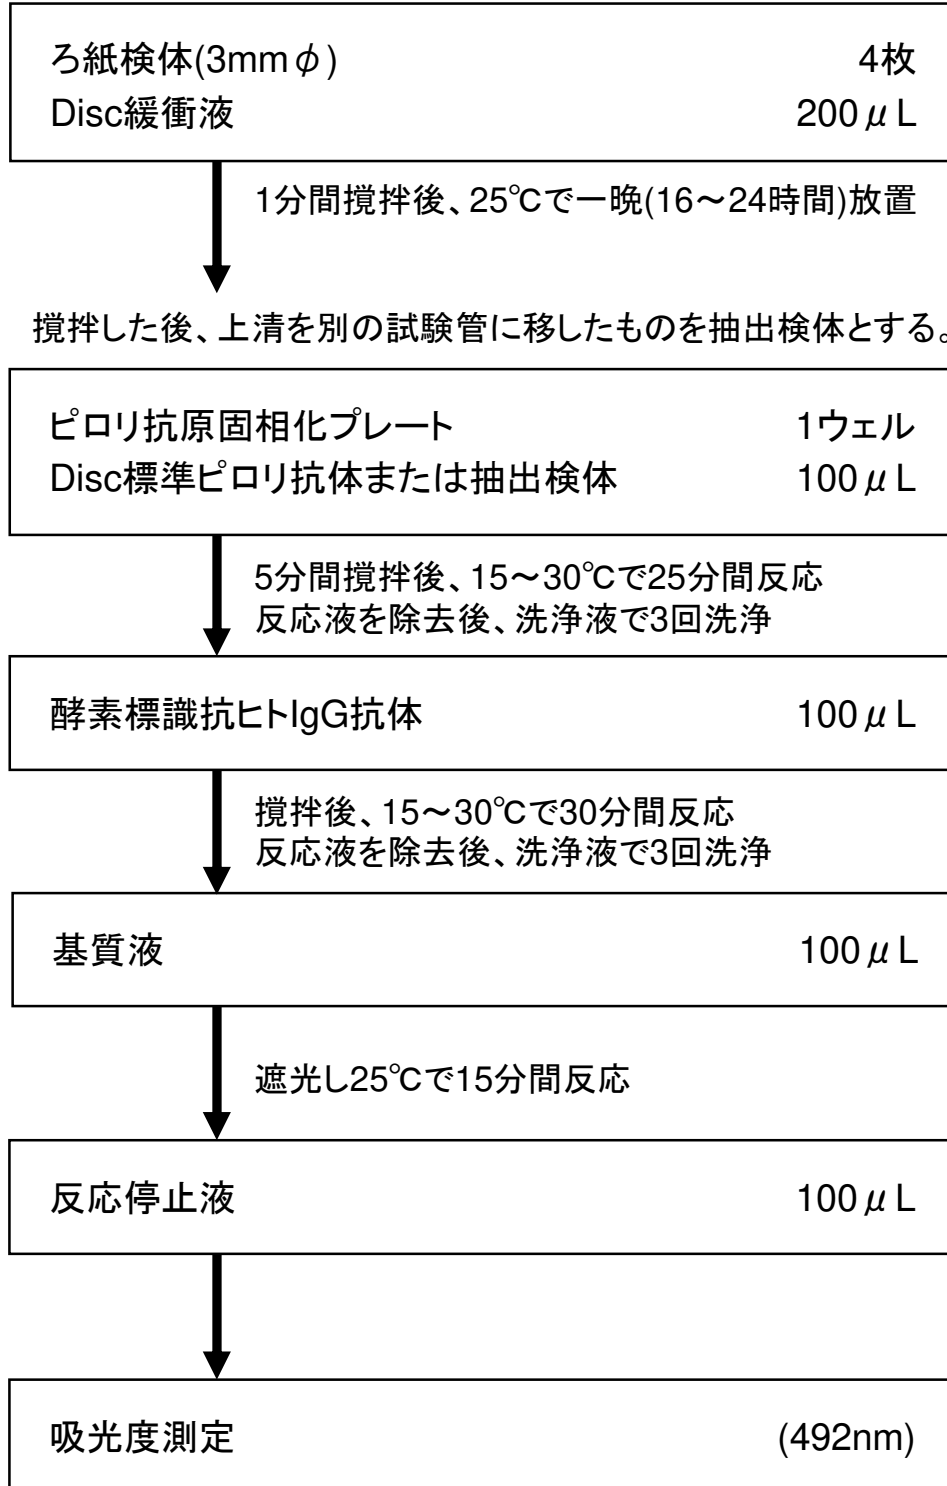 ろ紙検体(3mmφ) 4枚
Disc緩衝液 200μL
1分間撹拌後、25℃で一晩(16～24時間)放置
撹拌した後、上清を別の試験管に移したものを抽出検体とする。
ピロリ抗原固相化プレート 1ウェル
Disc標準ピロリ抗体または抽出検体 100μL
5分間撹拌後、15～30℃で25分間反応
反応液を除去後、洗浄液で3回洗浄
酵素標識抗ヒトIgG抗体 100μL
撹拌後、15～30℃で30分間反応
反応液を除去後、洗浄液で3回洗浄
基質液 100μL
遮光し25℃で15分間反応
反応停止液 100μL
吸光度測定 (492nm)